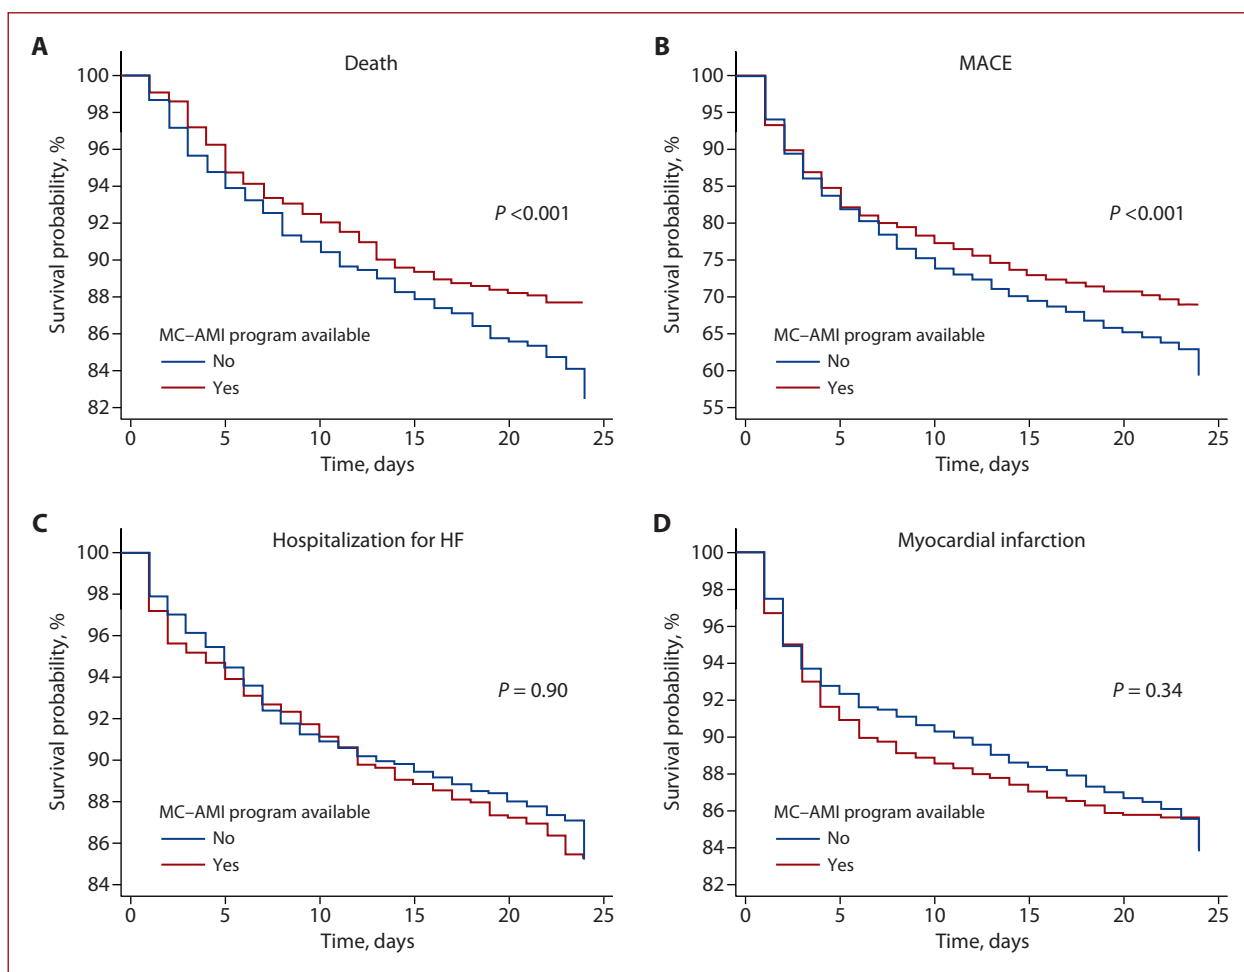 A
Death
100
98
96
94
92
90
88
86
84
82
Survival probability, %
P <0.001
MC–AMI program available
No
Yes
0 5 10 15 20 25
Time, days
B
MACE
100
95
90
85
80
75
70
65
60
55
Survival probability, %
P <0.001
MC–AMI program available
No
Yes
0 5 10 15 20 25
Time, days
C
Hospitalization for HF
100
98
96
94
92
90
88
86
84
Survival probability, %
P = 0.90
MC–AMI program available
No
Yes
0 5 10 15 20 25
Time, days
D
Myocardial infarction
100
98
96
94
92
90
88
86
84
82
Survival probability, %
P = 0.34
MC–AMI program available
No
Yes
0 5 10 15 20 25
Time, days